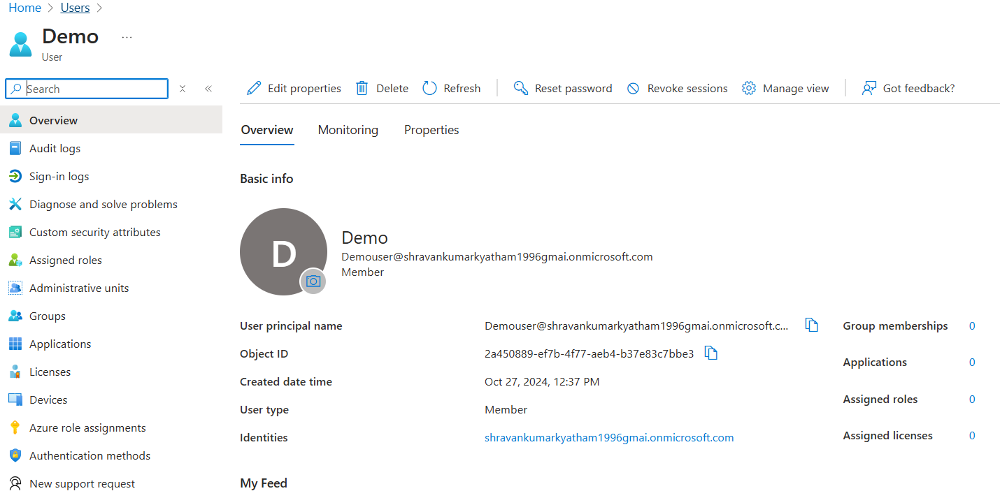 Home > Users >
Demo ...
User
Search
Edit properties Delete Refresh Reset password Revoke sessions Manage view Got feedback?
Overview
Audit logs
Sign-in logs
Diagnose and solve problems
Custom security attributes
Assigned roles
Administrative units
Groups
Applications
Licenses
Devices
Azure role assignments
Authentication methods
New support request
Overview Monitoring Properties
Basic info
D
Demo
Demouser@shravankumarkyatham1996gmai.onmicrosoft.com
Member
User principal name Demouser@shravankumarkyatham1996gmai.onmicrosoft.c...
Object ID 2a450889-ef7b-4f77-aeb4-b37e83c7bbe3
Created date time Oct 27, 2024, 12:37 PM
User type Member
Identities shravankumarkyatham1996gmai.onmicrosoft.com
Group memberships 0
Applications 0
Assigned roles 0
Assigned licenses 0
My Feed